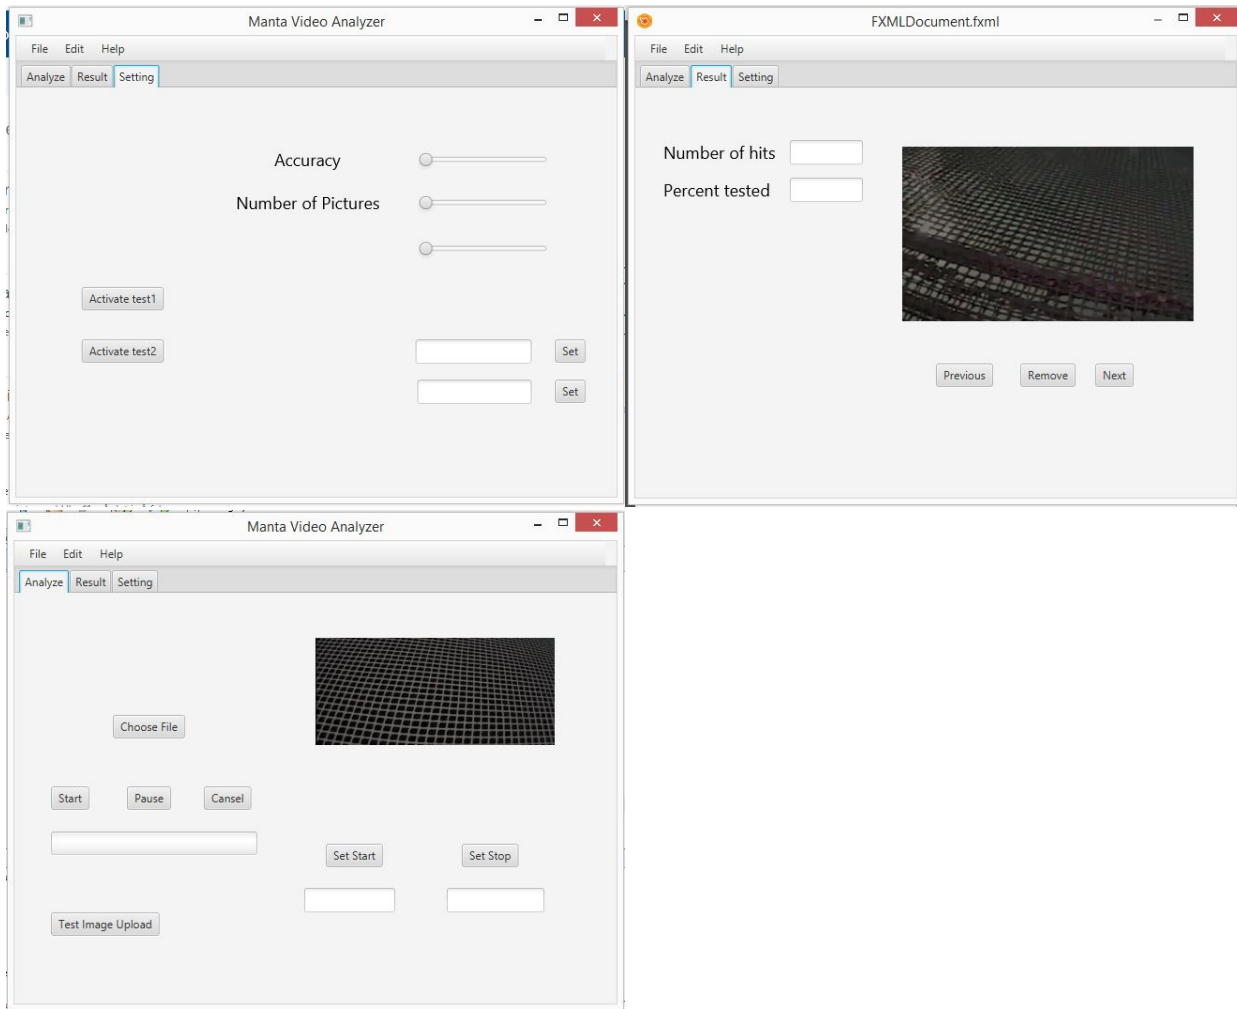 Manta Video Analyzer
File Edit Help
Analyze Result Setting
Accuracy
Number of Pictures
Activate test1
Activate test2 Set
Set
FXMLDocument.fxml
File Edit Help
Analyze Result Setting
Number of hits
Percent tested
Previous Remove Next
Manta Video Analyzer
File Edit Help
Analyze Result Setting
Choose File
Start Pause Cansel
Set Start Set Stop
Test Image Upload